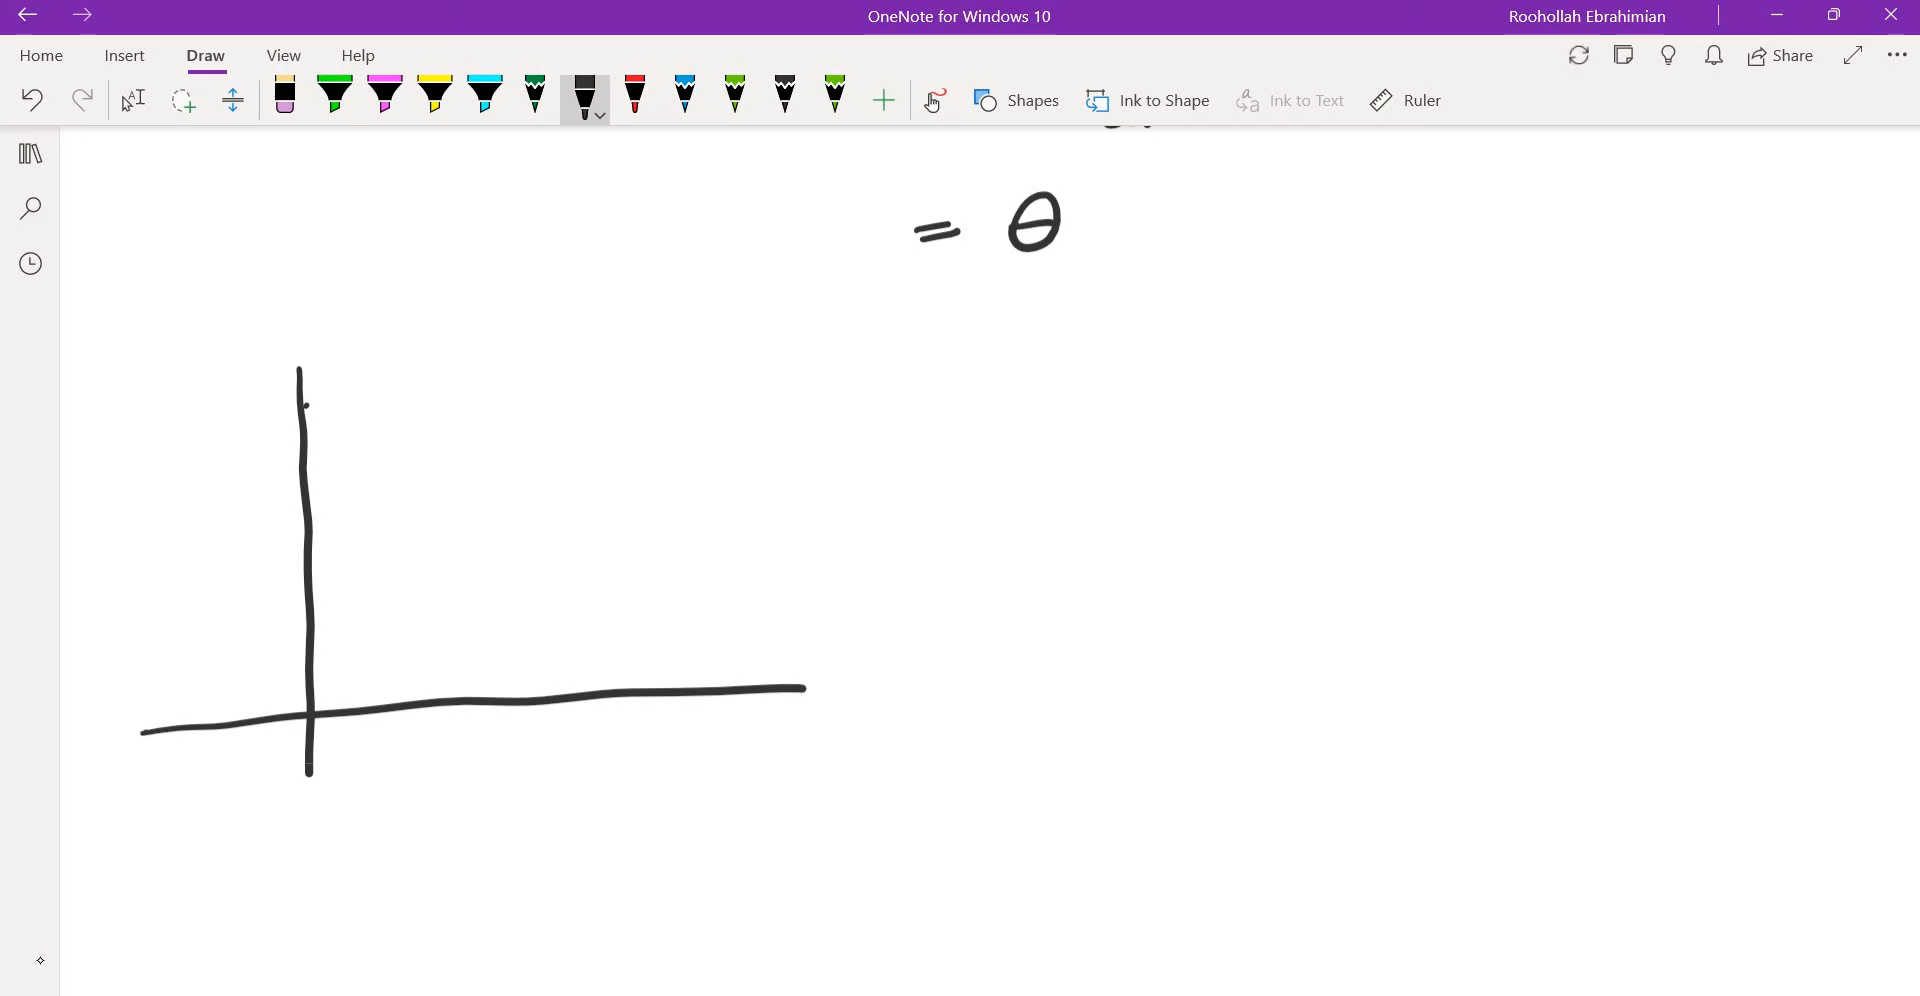 OneNote for Windows 10
Roohollah Ebrahimian
Home Insert Draw View Help
Share
Shapes Ink to Shape Ink to Text Ruler
= θ